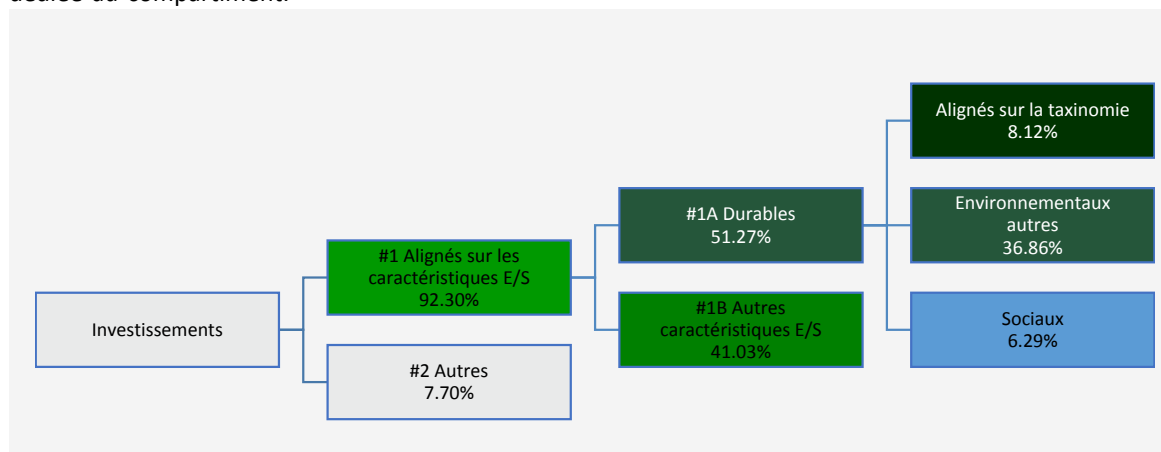 Alignés sur la taxinomie
8.12%
#1A Durables
51.27%
Environnementaux
autres
36.86%
#1 Alignés sur les
caractéristiques E/S
92.30%
#1B Autres
caractéristiques E/S
41.03%
Sociaux
6.29%
Investissements
#2 Autres
7.70%